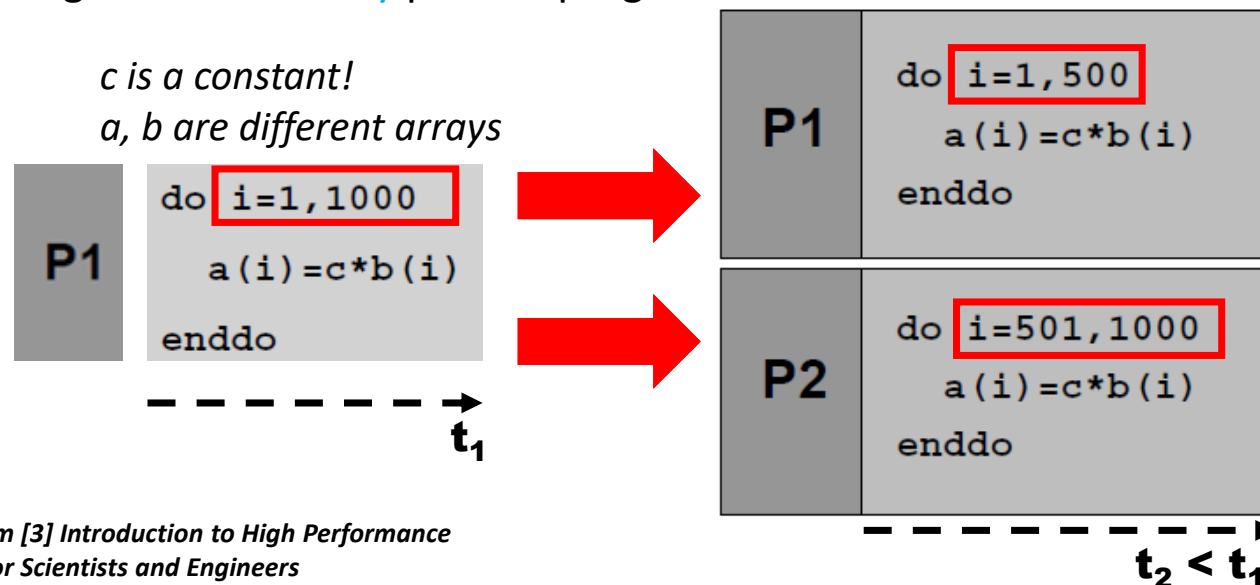 c is a constant!
a, b are different arrays
P1
do i=1,1000
a(i)=c*b(i)
enddo
t1
P1
do i=1,500
a(i)=c*b(i)
enddo
P2
do i=501,1000
a(i)=c*b(i)
enddo
t2 < t1
[3] Introduction to High Performance
Scientists and Engineers